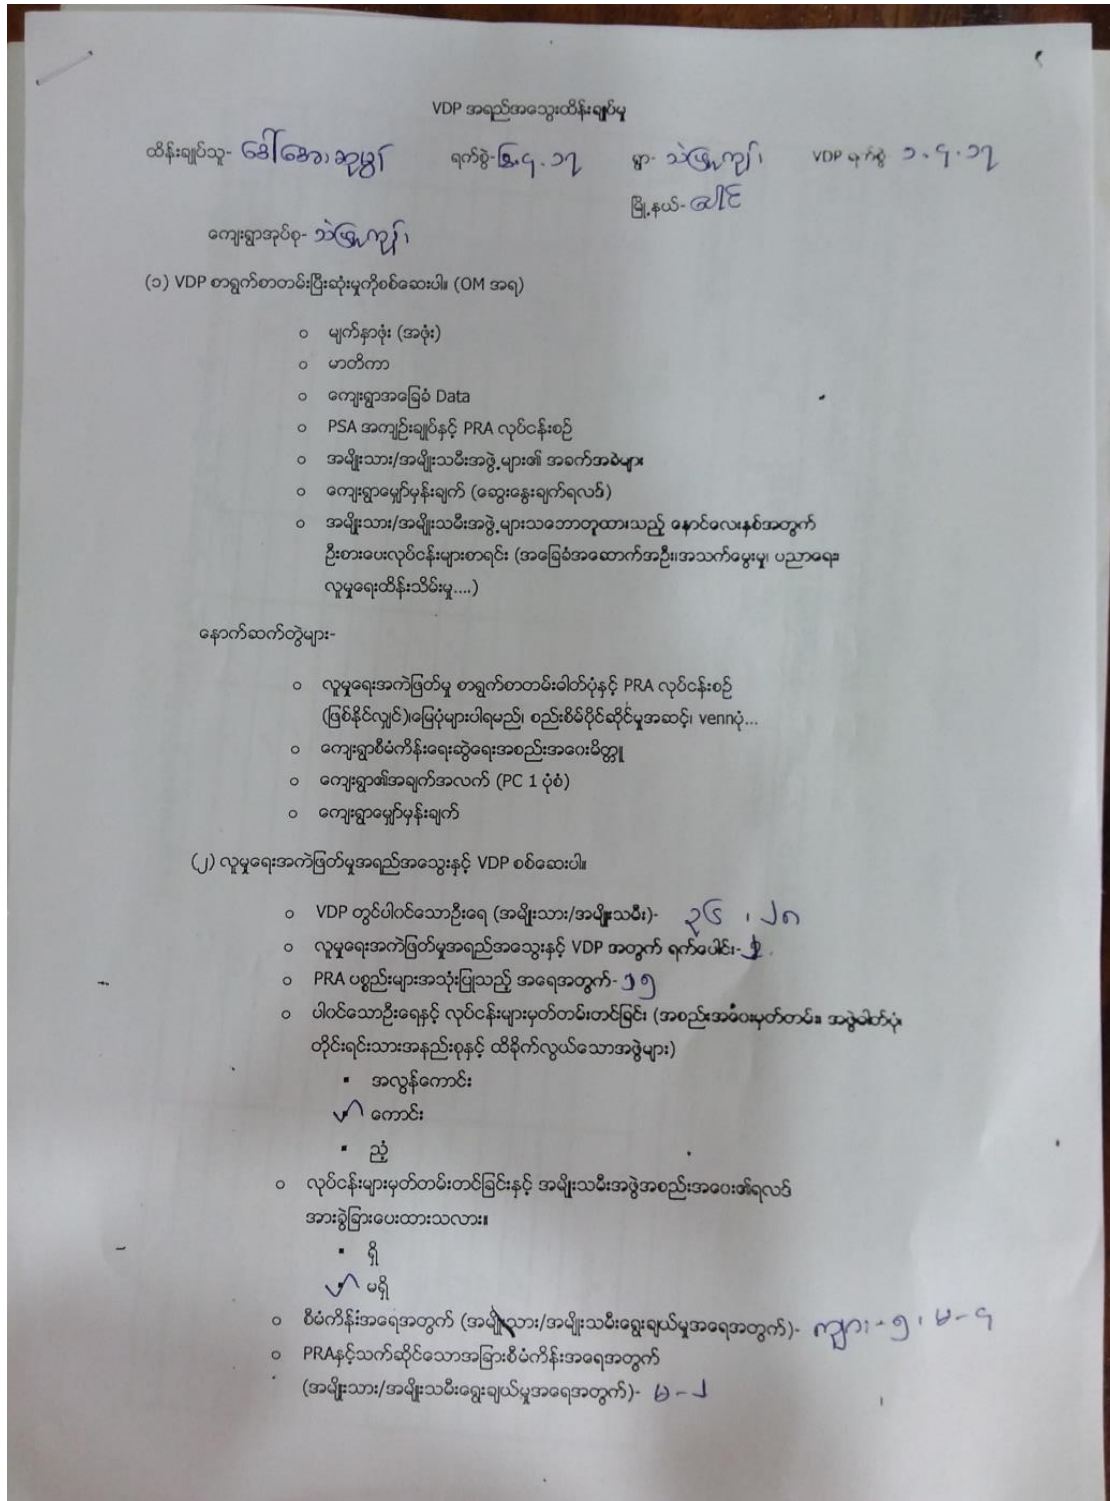 VDP အရည်အသွေးထိန်းချုပ်မှု
ထိန်းချုပ်သူ- ဒေါ်အေး ရက်စွဲ- ၄.၁၇ ရွာ- သဲဖြူကျွန်း VDP ရက်စွဲ ၁.၄.၁၇
မြို့နယ်- ပေါင်
ကျေးရွာအုပ်စု- သဲဖြူကျွန်း
(၁) VDP စာရွက်စာတမ်းပြီးဆုံးမှုကိုစစ်ဆေးပါ။ (OM အရ)
o မျက်နှာဖုံး (အဖုံး)
o မာတိကာ
o ကျေးရွာအခြေခံ Data
o PSA အကျဉ်းချုပ်နှင့် PRA လုပ်ငန်းစဉ်
o အမျိုးသား/အမျိုးသမီးအဖွဲ့များ၏ အခက်အခဲများ
o ကျေးရွာမျှော်မှန်းချက် (ဆွေးနွေးချက်ရလဒ်)
o အမျိုးသား/အမျိုးသမီးအဖွဲ့များသဘောတူထားသည့် နောင်လေးနှစ်အတွက်
ဦးစားပေးလုပ်ငန်းများစာရင်း (အခြေခံအဆောက်အဦး၊အသက်မွေးမှု၊ ပညာရေး၊
လူမှုရေးထိန်းသိမ်းမှု....)
နောက်ဆက်တွဲများ-
o လူမှုရေးအကဲဖြတ်မှု စာရွက်စာတမ်းဓါတ်ပုံနှင့် PRA လုပ်ငန်းစဉ်
(ဖြစ်နိုင်လျှင်)၊မြေပုံများပါရမည်၊ စည်းစိမ်ပိုင်ဆိုင်မှုအဆင့်၊ vennပုံ...
o ကျေးရွာစီမံကိန်းရေးဆွဲရေးအစည်းအဝေးမိတ္တူ
o ကျေးရွာ၏အချက်အလက် (PC 1 ပုံစံ)
o ကျေးရွာမျှော်မှန်းချက်
(၂) လူမှုရေးအကဲဖြတ်မှုအရည်အသွေးနှင့် VDP စစ်ဆေးပါ။
o VDP တွင်ပါဝင်သောဦးရေ (အမျိုးသား/အမျိုးသမီး)- ၃၆ ၊ ၂၈
o လူမှုရေးအကဲဖြတ်မှုအရည်အသွေးနှင့် VDP အတွက် ရက်ပေါင်း-
o PRA ပစ္စည်းများအသုံးပြုသည့် အရေအတွက်- ၁၅
o ပါဝင်သောဦးရေနှင့် လုပ်ငန်းများမှတ်တမ်းတင်ခြင်း (အစည်းအဝေးမှတ်တမ်း၊ အဖွဲ့ဓါတ်ပုံ၊
တိုင်းရင်းသားအနည်းစုနှင့် ထိခိုက်လွယ်သောအဖွဲ့များ)
▪ အလွန်ကောင်း
✓ ကောင်း
▪ ညံ့
o လုပ်ငန်းများမှတ်တမ်းတင်ခြင်းနှင့် အမျိုးသမီးအဖွဲ့အစည်းအဝေး၏ရလဒ်
အားခွဲခြားပေးထားသလား။
▪ ရှိ
✓ မရှိ
o စီမံကိန်းအရေအတွက် (အမျိုးသား/အမျိုးသမီးရွေးချယ်မှုအရေအတွက်)- ကျား-၅၊ မ-၄
o PRAနှင့်သက်ဆိုင်သောအခြားစီမံကိန်းအရေအတွက်
(အမျိုးသား/အမျိုးသမီးရွေးချယ်မှုအရေအတွက်)- မ-၂